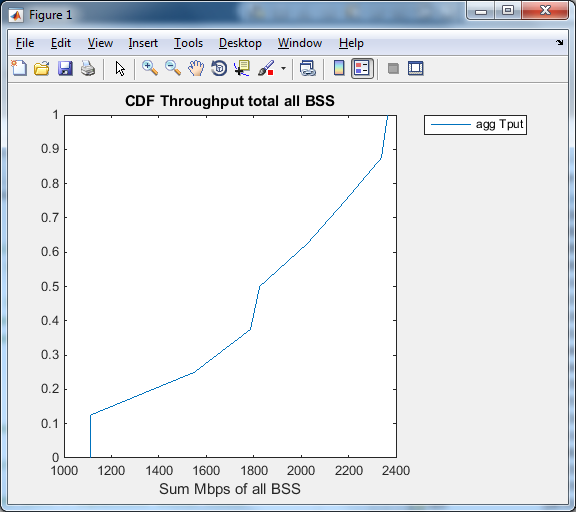 Figure 1
File Edit View Insert Tools Desktop Window Help
CDF Throughput total all BSS
agg Tput
1
0.9
0.8
0.7
0.6
0.5
0.4
0.3
0.2
0.1
0
1000 1200 1400 1600 1800 2000 2200 2400
Sum Mbps of all BSS